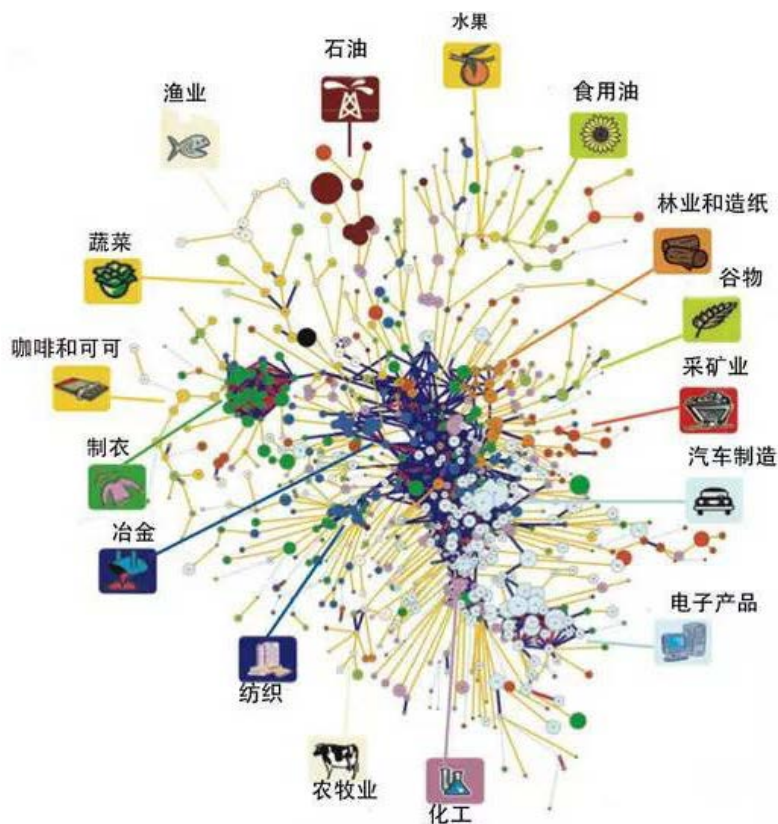 水果
石油
食用油
渔业
林业和造纸
蔬菜
谷物
咖啡和可可
采矿业
制衣
汽车制造
冶金
电子产品
纺织
农牧业
化工